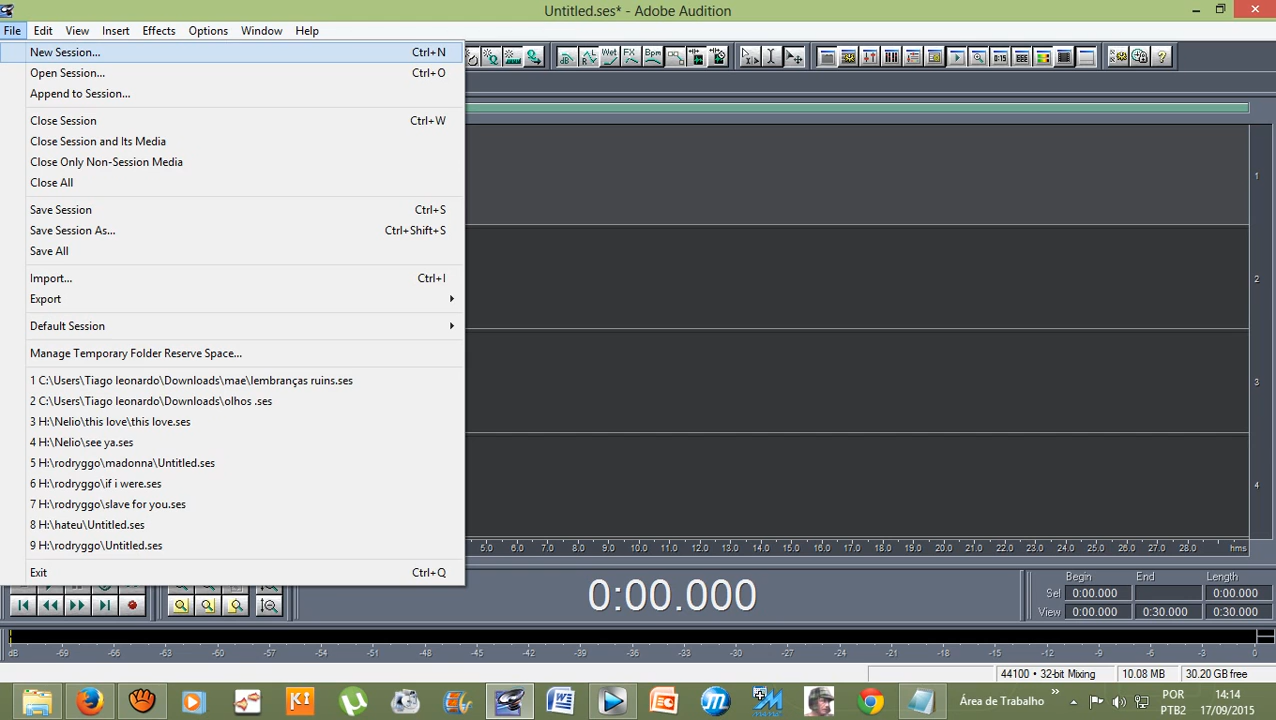 Untitled.ses* - Adobe Audition
File Edit View Insert Effects Options Window Help
New Session... Ctrl+N
Open Session... Ctrl+O
Append to Session...
Close Session Ctrl+W
Close Session and Its Media
Close Only Non-Session Media
Close All
Save Session Ctrl+S
Save Session As... Ctrl+Shift+S
Save All
Import... Ctrl+I
Export
Default Session
Manage Temporary Folder Reserve Space...
1 C:\Users\Tiago leonardo\Downloads\mae\lembranças ruins.ses
2 C:\Users\Tiago leonardo\Downloads\olhos .ses
3 H:\Nelio\this love\this love.ses
4 H:\Nelio\see ya.ses
5 H:\rodryggo\madonna\Untitled.ses
6 H:\rodryggo\if i were.ses
7 H:\rodryggo\slave for you.ses
8 H:\hateu\Untitled.ses
9 H:\rodryggo\Untitled.ses
Exit Ctrl+Q
Wet FX Bpm 8:15
1
2
3
4
5.0 6.0 7.0 8.0 9.0 10.0 11.0 12.0 13.0 14.0 15.0 16.0 17.0 18.0 19.0 20.0 21.0 22.0 23.0 24.0 25.0 26.0 27.0 28.0 hms
0:00.000
Begin End Length
Sel 0:00.000 0:00.000
View 0:00.000 0:30.000 0:30.000
dB -69 -66 -63 -60 -57 -54 -51 -48 -45 -42 -39 -36 -33 -30 -27 -24 -21 -18 -15 -12 -9 -6 -3 0
44100 • 32-bit Mixing 10.08 MB 30.20 GB free
Ki
Área de Trabalho
POR 14:14
PTB2 17/09/2015